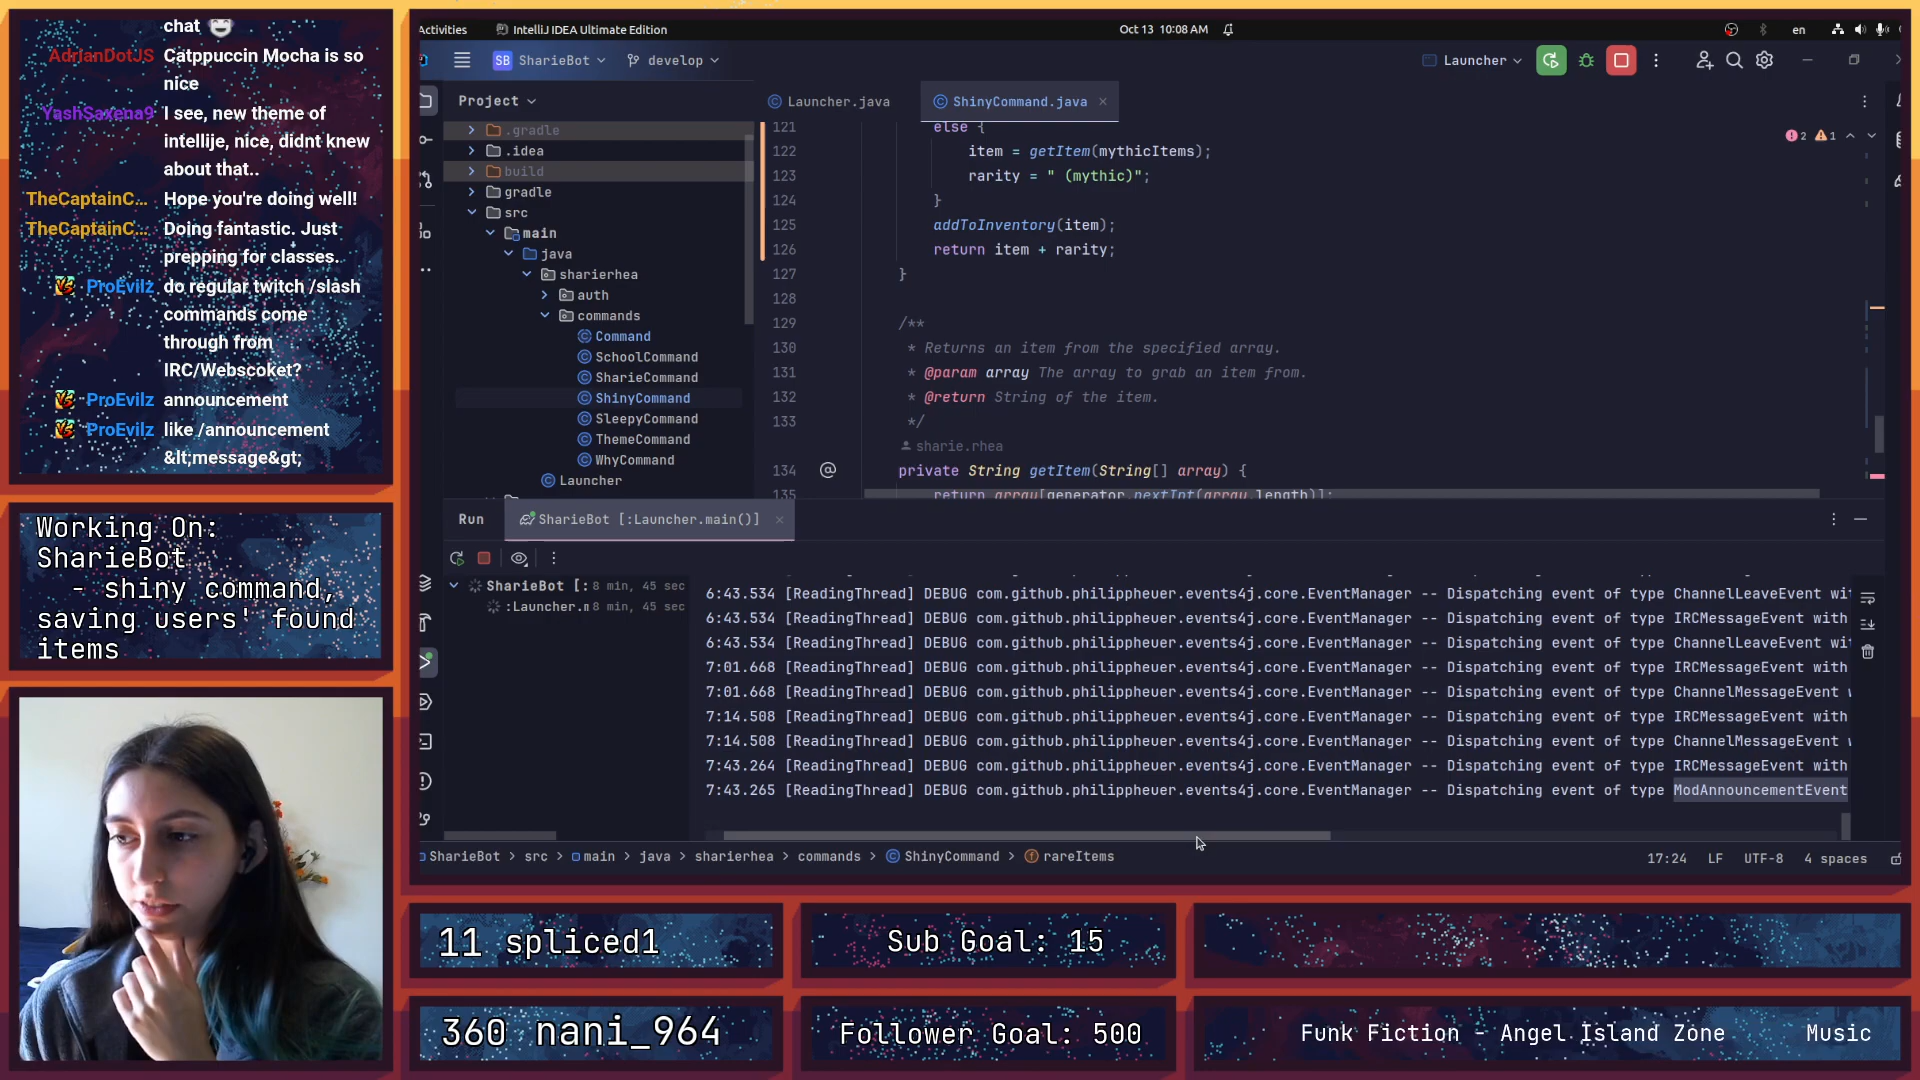 chat
AdrianDotJS Catppuccin Mocha is so
nice
YashSaxena9 I see, new theme of
intellije, nice, didnt knew
about that..
TheCaptainC... Hope you're doing well!
TheCaptainC... Doing fantastic. Just
prepping for classes.
ProEvilz do regular twitch /slash
commands come
through from
IRC/Webscoket?
ProEvilz announcement
ProEvilz like /announcement
&lt;message&gt;
Working On:
SharieBot
- shiny command,
saving users' found
items
Activities
IntelliJ IDEA Ultimate Edition
Oct 13 10:08 AM
en
SB SharieBot
develop
Launcher
Project
Launcher.java
ShinyCommand.java
.gradle
.idea
build
gradle
src
main
java
sharierhea
auth
commands
Command
SchoolCommand
SharieCommand
ShinyCommand
SleepyCommand
ThemeCommand
WhyCommand
Launcher
2 1
121 else {
122 item = getItem(mythicItems);
123 rarity = " (mythic)";
124 }
125 addToInventory(item);
126 return item + rarity;
127 }
128
129 /**
130 * Returns an item from the specified array.
131 * @param array The array to grab an item from.
132 * @return String of the item.
133 */
sharie.rhea
134 private String getItem(String[] array) {
135 return array[generator.nextInt(array.length)];
Run
SharieBot [:Launcher.main()]
SharieBot [: 8 min, 45 sec
:Launcher.m 8 min, 45 sec
6:43.534 [ReadingThread] DEBUG com.github.philippheuer.events4j.core.EventManager -- Dispatching event of type ChannelLeaveEvent wit
6:43.534 [ReadingThread] DEBUG com.github.philippheuer.events4j.core.EventManager -- Dispatching event of type IRCMessageEvent with
6:43.534 [ReadingThread] DEBUG com.github.philippheuer.events4j.core.EventManager -- Dispatching event of type ChannelLeaveEvent wit
7:01.668 [ReadingThread] DEBUG com.github.philippheuer.events4j.core.EventManager -- Dispatching event of type IRCMessageEvent with
7:01.668 [ReadingThread] DEBUG com.github.philippheuer.events4j.core.EventManager -- Dispatching event of type ChannelMessageEvent w
7:14.508 [ReadingThread] DEBUG com.github.philippheuer.events4j.core.EventManager -- Dispatching event of type IRCMessageEvent with
7:14.508 [ReadingThread] DEBUG com.github.philippheuer.events4j.core.EventManager -- Dispatching event of type ChannelMessageEvent w
7:43.264 [ReadingThread] DEBUG com.github.philippheuer.events4j.core.EventManager -- Dispatching event of type IRCMessageEvent with
7:43.265 [ReadingThread] DEBUG com.github.philippheuer.events4j.core.EventManager -- Dispatching event of type ModAnnouncementEvent
SharieBot > src > main > java > sharierhea > commands > ShinyCommand > rareItems
17:24 LF UTF-8 4 spaces
11 spliced1
Sub Goal: 15
360 nani_964
Follower Goal: 500
Funk Fiction - Angel Island Zone Music